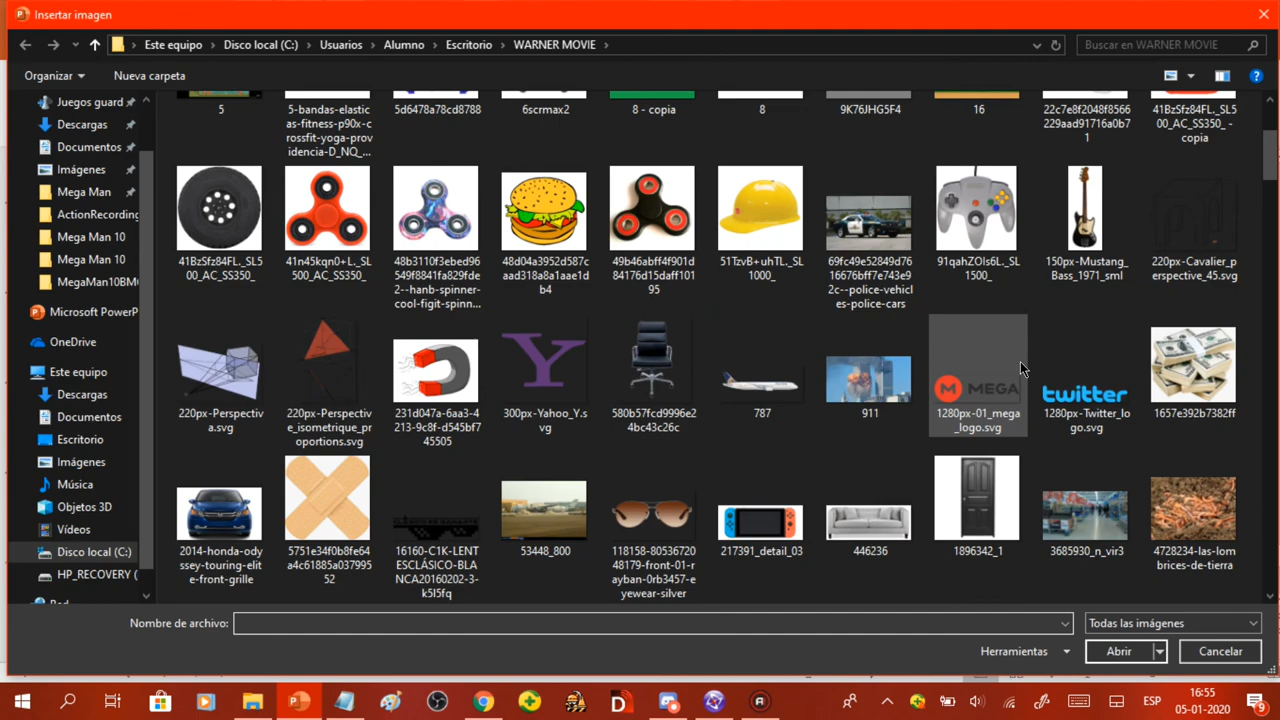 Insertar imagen
Este equipo > Disco local (C:) > Usuarios > Alumno > Escritorio > WARNER MOVIE >
Buscar en WARNER MOVIE
Organizar
Nueva carpeta
Juegos guard
Descargas
Documentos
Imágenes
Mega Man
ActionRecording
Mega Man 10
Mega Man 10
MegaMan10BM
Microsoft PowerP
OneDrive
Este equipo
Descargas
Documentos
Escritorio
Imágenes
Música
Objetos 3D
Vídeos
Disco local (C:)
HP_RECOVERY (
5
5-bandas-elastic
as-fitness-p90x-c
rossfit-yoga-prov
idencia-D_NQ_...
5d6478a78cd8788
6scrmax2
8 - copia
8
9K76JHG5F4
16
22c7e8f2048f8566
229aad91716a0b7
1
41BzSfz84FL._SL5
00_AC_SS350_ -
copia
41BzSfz84FL._SL5
00_AC_SS350_
41n45kqn0+L._SL
500_AC_SS350_
48b3110f3ebed96
549f8841fa829fde
2--hanb-spinner-
cool-figit-spinn...
48d04a3952d587c
aad318a8a1aae1d
b4
49b46abff4f901d
84176d15daff101
95
51TzvB+uhTL._SL
1000_
69fc49e52849d76
16676bff7e743e9
2c--police-vehicl
es-police-cars
91qahZOls6L._SL
1500_
150px-Mustang_
Bass_1971_sml
220px-Cavalier_p
erspective_45.svg
220px-Perspectiv
a.svg
220px-Perspectiv
e_isometrique_pr
oportions.svg
231d047a-6aa3-4
213-9c8f-d545bf7
45505
300px-Yahoo_Y.s
vg
580b57fcd9996e2
4bc43c26c
787
911
MEGA
1280px-01_mega
_logo.svg
twitter
1280px-Twitter_lo
go.svg
1657e392b7382ff
2014-honda-ody
ssey-touring-elit
e-front-grille
5751e34f0b8fe64
a4c61885a037995
52
16160-C1K-LENT
ESCLÁSICO-BLA
NCA20160202-3-
k5l5fq
53448_800
118158-80536720
48179-front-01-r
ayban-0rb3457-e
yewear-silver
217391_detail_03
446236
1896342_1
3685930_n_vir3
4728234-las-lom
brices-de-tierra
Nombre de archivo:
Todas las imágenes
Herramientas
Abrir
Cancelar
ESP
16:55
05-01-2020
9